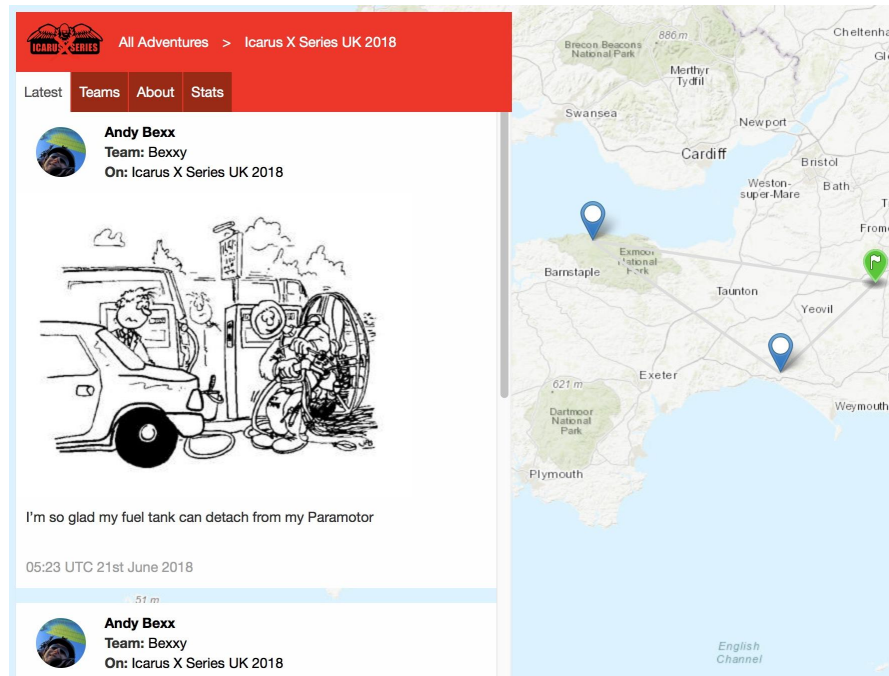 ICARUS X SERIES
All Adventures > Icarus X Series UK 2018
Latest Teams About Stats
Andy Bexx
Team: Bexxy
On: Icarus X Series UK 2018
I'm so glad my fuel tank can detach from my Paramotor
05:23 UTC 21st June 2018
51 m
Andy Bexx
Team: Bexxy
On: Icarus X Series UK 2018
Brecon Beacons
National Park
886 m
Cheltenha
Gl
Merthyr
Tydfil
Swansea
Newport
Cardiff
Bristol
Weston-
super-Mare
Bath
T
From
Exmoor
National
Park
Barnstaple
Taunton
Yeovil
Exeter
621 m
Weymouth
Dartmoor
National
Park
Plymouth
English
Channel